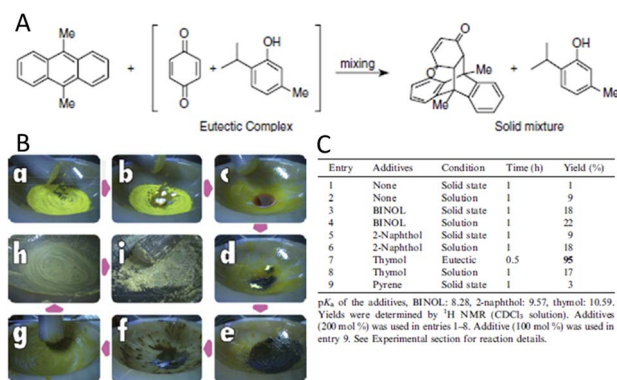 A
Me
Me
+
O
O
+
OH
Me
Eutectic Complex
mixing
O
O
Me
Me
+
OH
Me
Solid mixture
B
a
b
c
d
e
f
g
h
i
C
Entry Additives Condition Time (h) Yield (%)
1 None Solid state 1 1
2 None Solution 1 9
3 BINOL Solid state 1 18
4 BINOL Solution 1 22
5 2-Naphthol Solid state 1 9
6 2-Naphthol Solution 1 18
7 Thymol Eutectic 0.5 95
8 Thymol Solution 1 17
9 Pyrene Solid state 1 3
pKa of the additives, BINOL: 8.28, 2-naphthol: 9.57, thymol: 10.59.
Yields were determined by ¹H NMR (CDCl₃ solution). Additives
(200 mol %) was used in entries 1–8. Additive (100 mol %) was used in
entry 9. See Experimental section for reaction details.